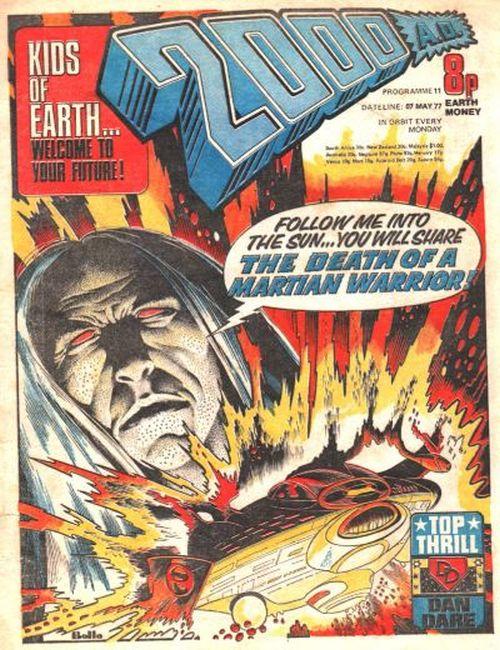 KIDS
OF
EARTH...
WELCOME TO
YOUR FUTURE!
2000
A.D.
PROGRAMME 11
8p
EARTH
MONEY
DATELINE: 07 MAY 77
IN ORBIT EVERY
MONDAY
FOLLOW ME INTO
THE SUN...YOU WILL SHARE
THE DEATH OF A
MARTIAN WARRIOR!
TOP
THRILL
DD
DAN
DARE